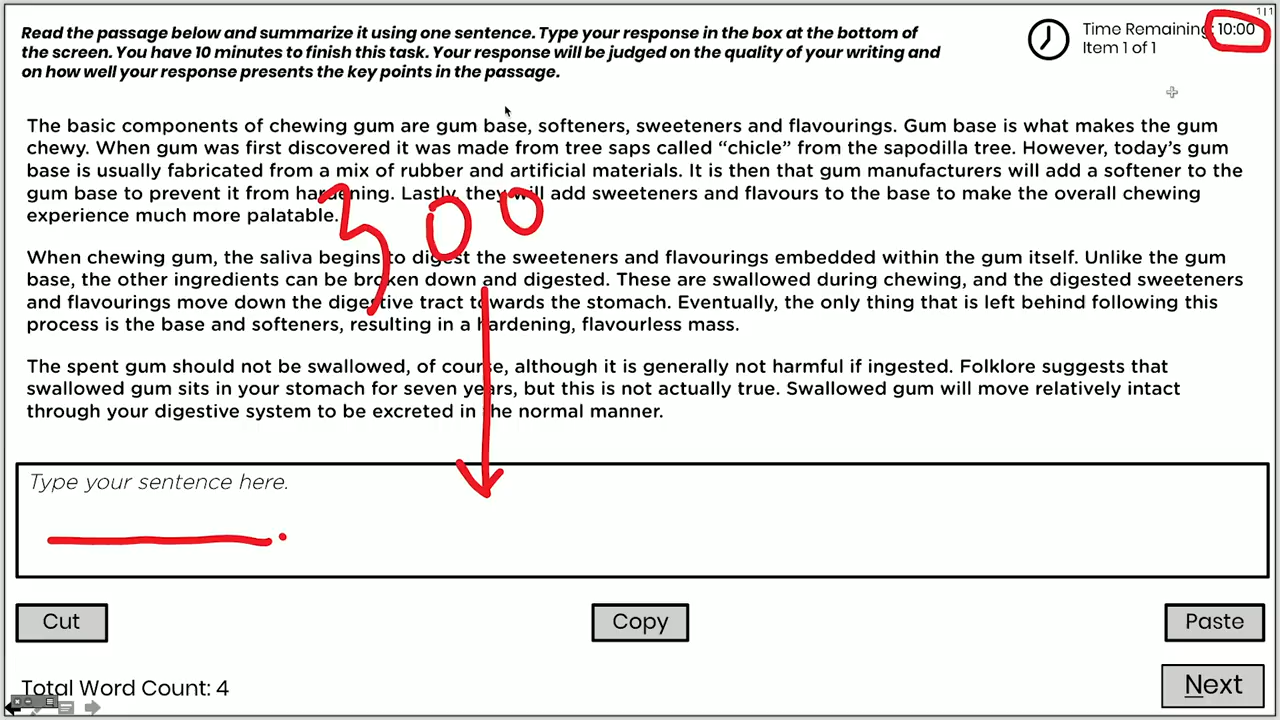 1 | 1
Read the passage below and summarize it using one sentence. Type your response in the box at the bottom of
the screen. You have 10 minutes to finish this task. Your response will be judged on the quality of your writing and
on how well your response presents the key points in the passage.
Time Remaining: 10:00
Item 1 of 1
The basic components of chewing gum are gum base, softeners, sweeteners and flavourings. Gum base is what makes the gum
chewy. When gum was first discovered it was made from tree saps called “chicle” from the sapodilla tree. However, today’s gum
base is usually fabricated from a mix of rubber and artificial materials. It is then that gum manufacturers will add a softener to the
gum base to prevent it from hardening. Lastly, they will add sweeteners and flavours to the base to make the overall chewing
experience much more palatable.
300
When chewing gum, the saliva begins to digest the sweeteners and flavourings embedded within the gum itself. Unlike the gum
base, the other ingredients can be broken down and digested. These are swallowed during chewing, and the digested sweeteners
and flavourings move down the digestive tract towards the stomach. Eventually, the only thing that is left behind following this
process is the base and softeners, resulting in a hardening, flavourless mass.
The spent gum should not be swallowed, of course, although it is generally not harmful if ingested. Folklore suggests that
swallowed gum sits in your stomach for seven years, but this is not actually true. Swallowed gum will move relatively intact
through your digestive system to be excreted in the normal manner.
Type your sentence here.
Cut
Copy
Paste
Total Word Count: 4
Next